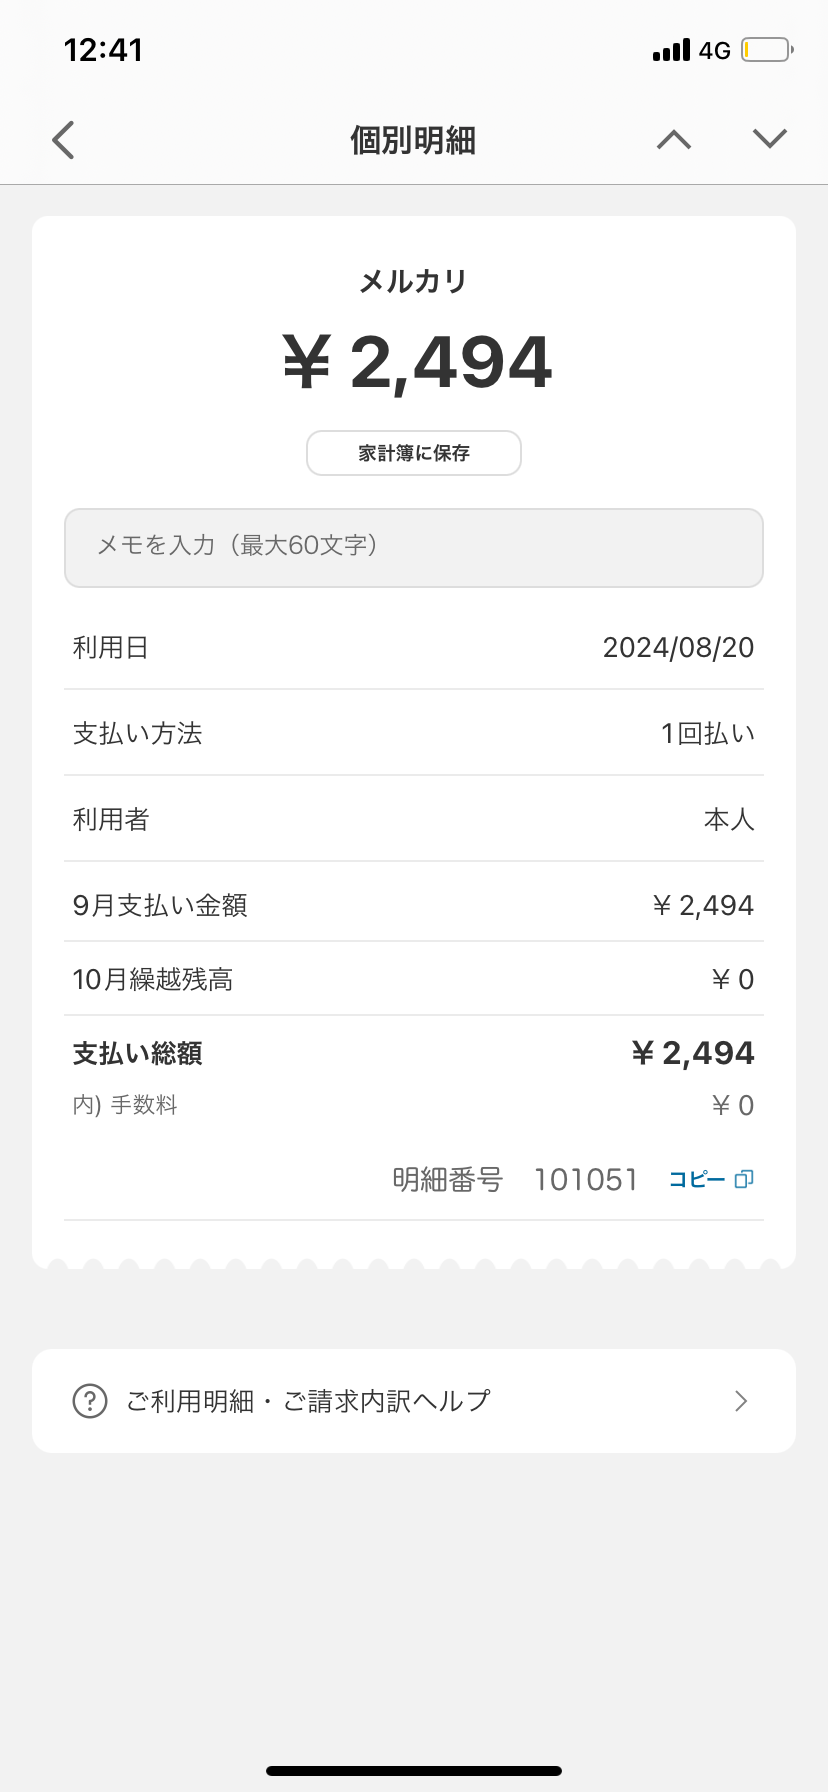 12:41 4G
個別明細
メルカリ
¥ 2,494
家計簿に保存
メモを入力（最大60文字）
利用日 2024/08/20
支払い方法 1回払い
利用者 本人
9月支払い金額 ¥ 2,494
10月繰越残高 ¥ 0
支払い総額 ¥ 2,494
内) 手数料 ¥ 0
明細番号 101051 コピー
ご利用明細・ご請求内訳ヘルプ